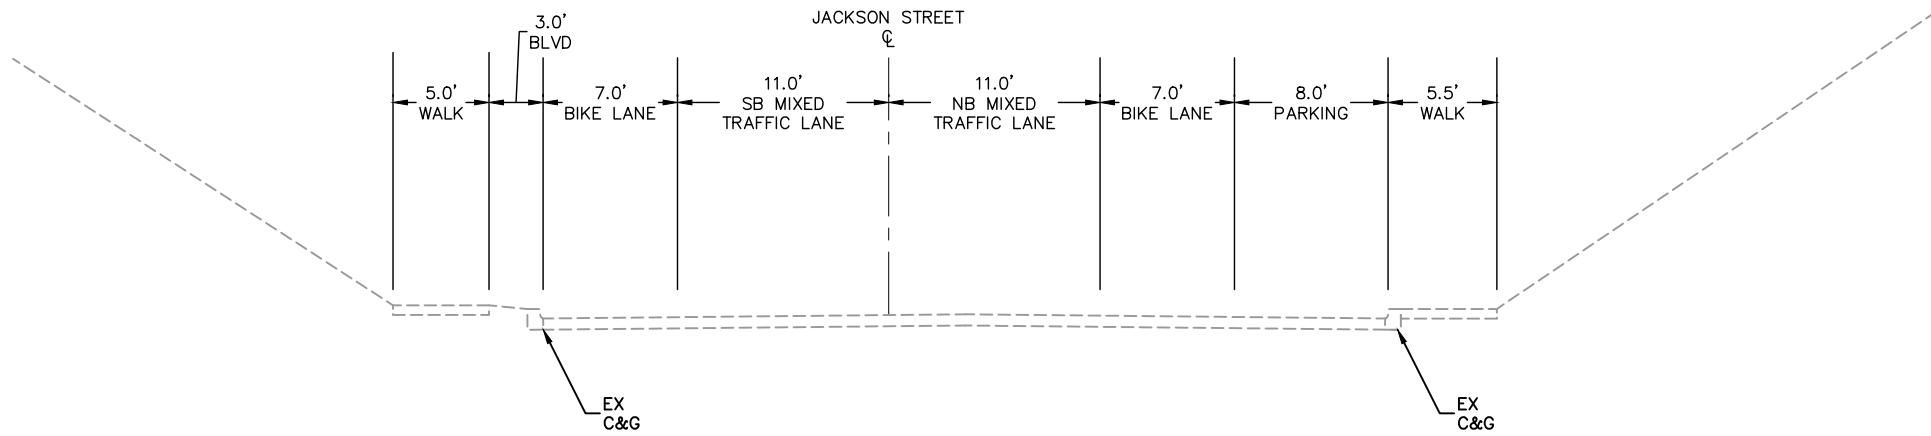 JACKSON STREET
℄
3.0'
BLVD
5.0'
WALK
7.0'
BIKE LANE
11.0'
SB MIXED
TRAFFIC LANE
11.0'
NB MIXED
TRAFFIC LANE
7.0'
BIKE LANE
8.0'
PARKING
5.5'
WALK
EX
C&G
EX
C&G